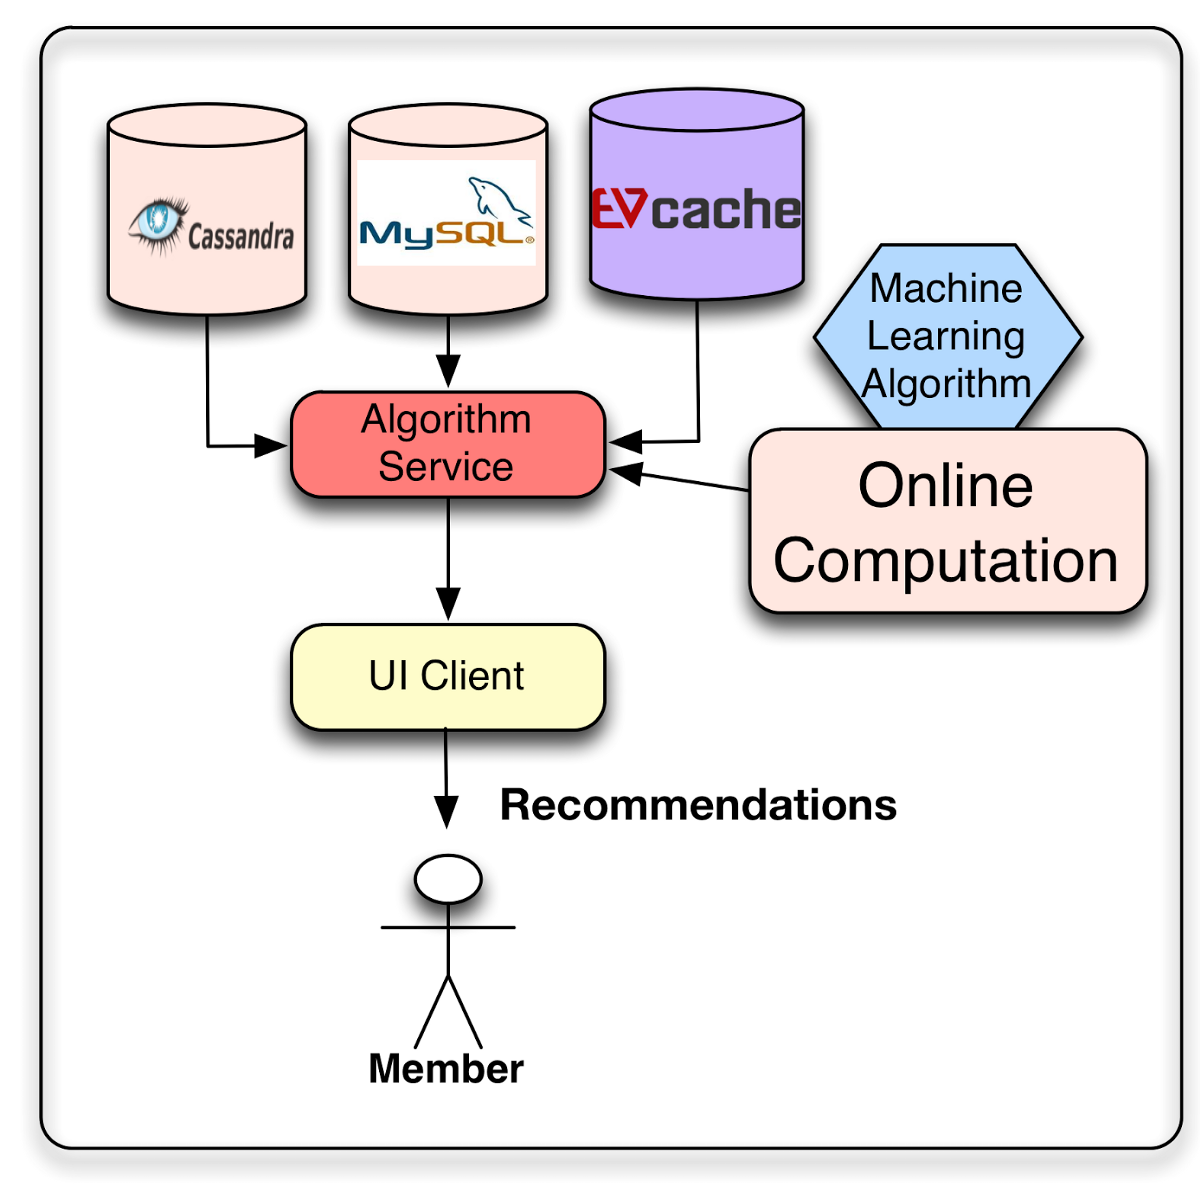 Cassandra
MySQL®
EVcache
Machine
Learning
Algorithm
Algorithm
Service
Online
Computation
UI Client
Recommendations
Member